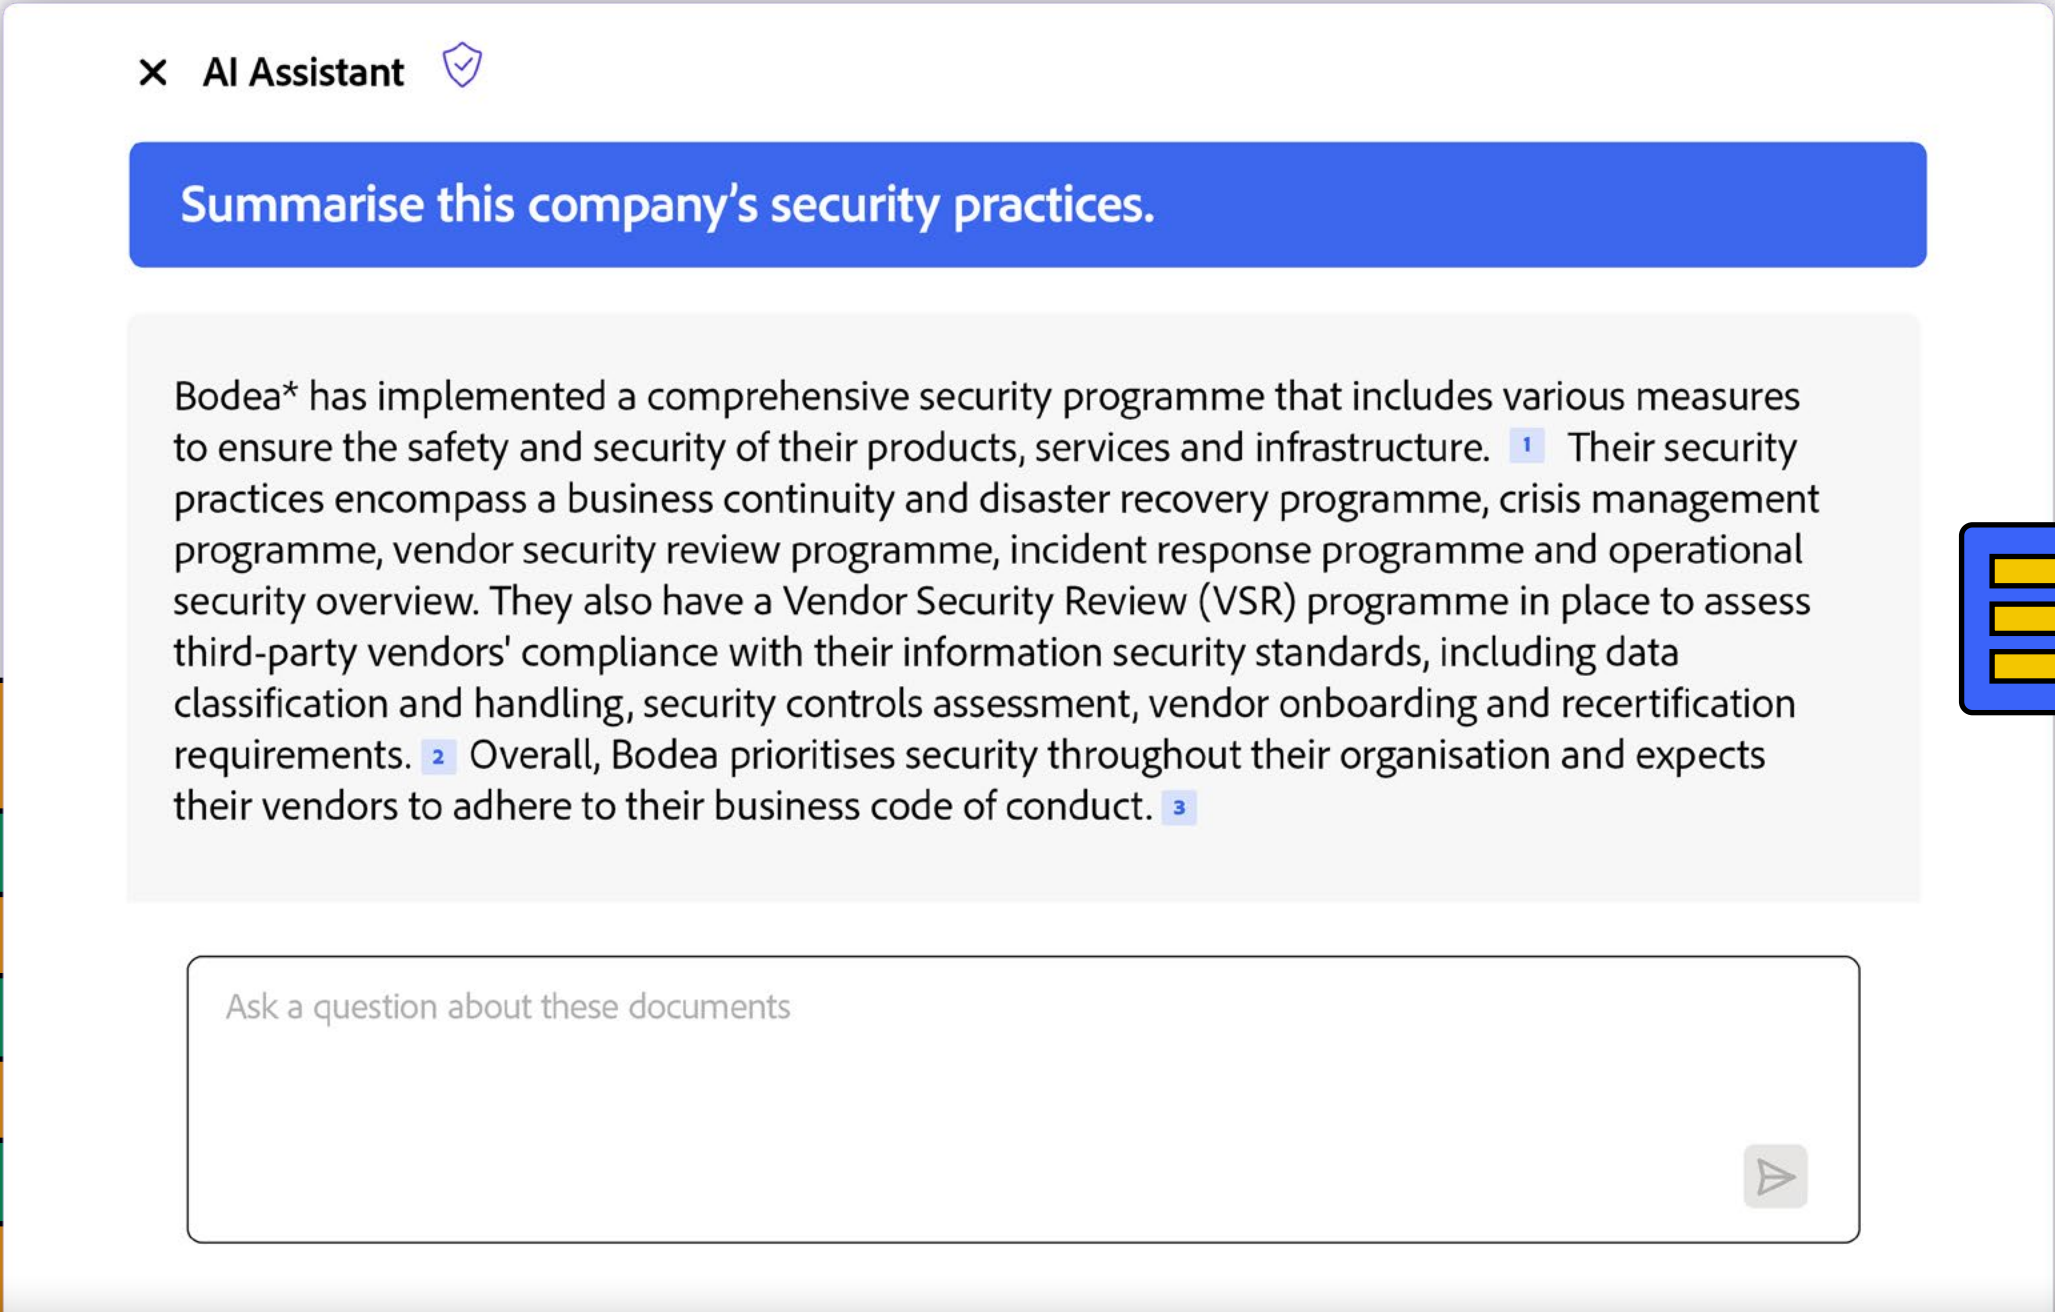 AI Assistant
Summarise this company’s security practices.
Bodea* has implemented a comprehensive security programme that includes various measures
to ensure the safety and security of their products, services and infrastructure. 1 Their security
practices encompass a business continuity and disaster recovery programme, crisis management
programme, vendor security review programme, incident response programme and operational
security overview. They also have a Vendor Security Review (VSR) programme in place to assess
third-party vendors' compliance with their information security standards, including data
classification and handling, security controls assessment, vendor onboarding and recertification
requirements. 2 Overall, Bodea prioritises security throughout their organisation and expects
their vendors to adhere to their business code of conduct. 3
Ask a question about these documents